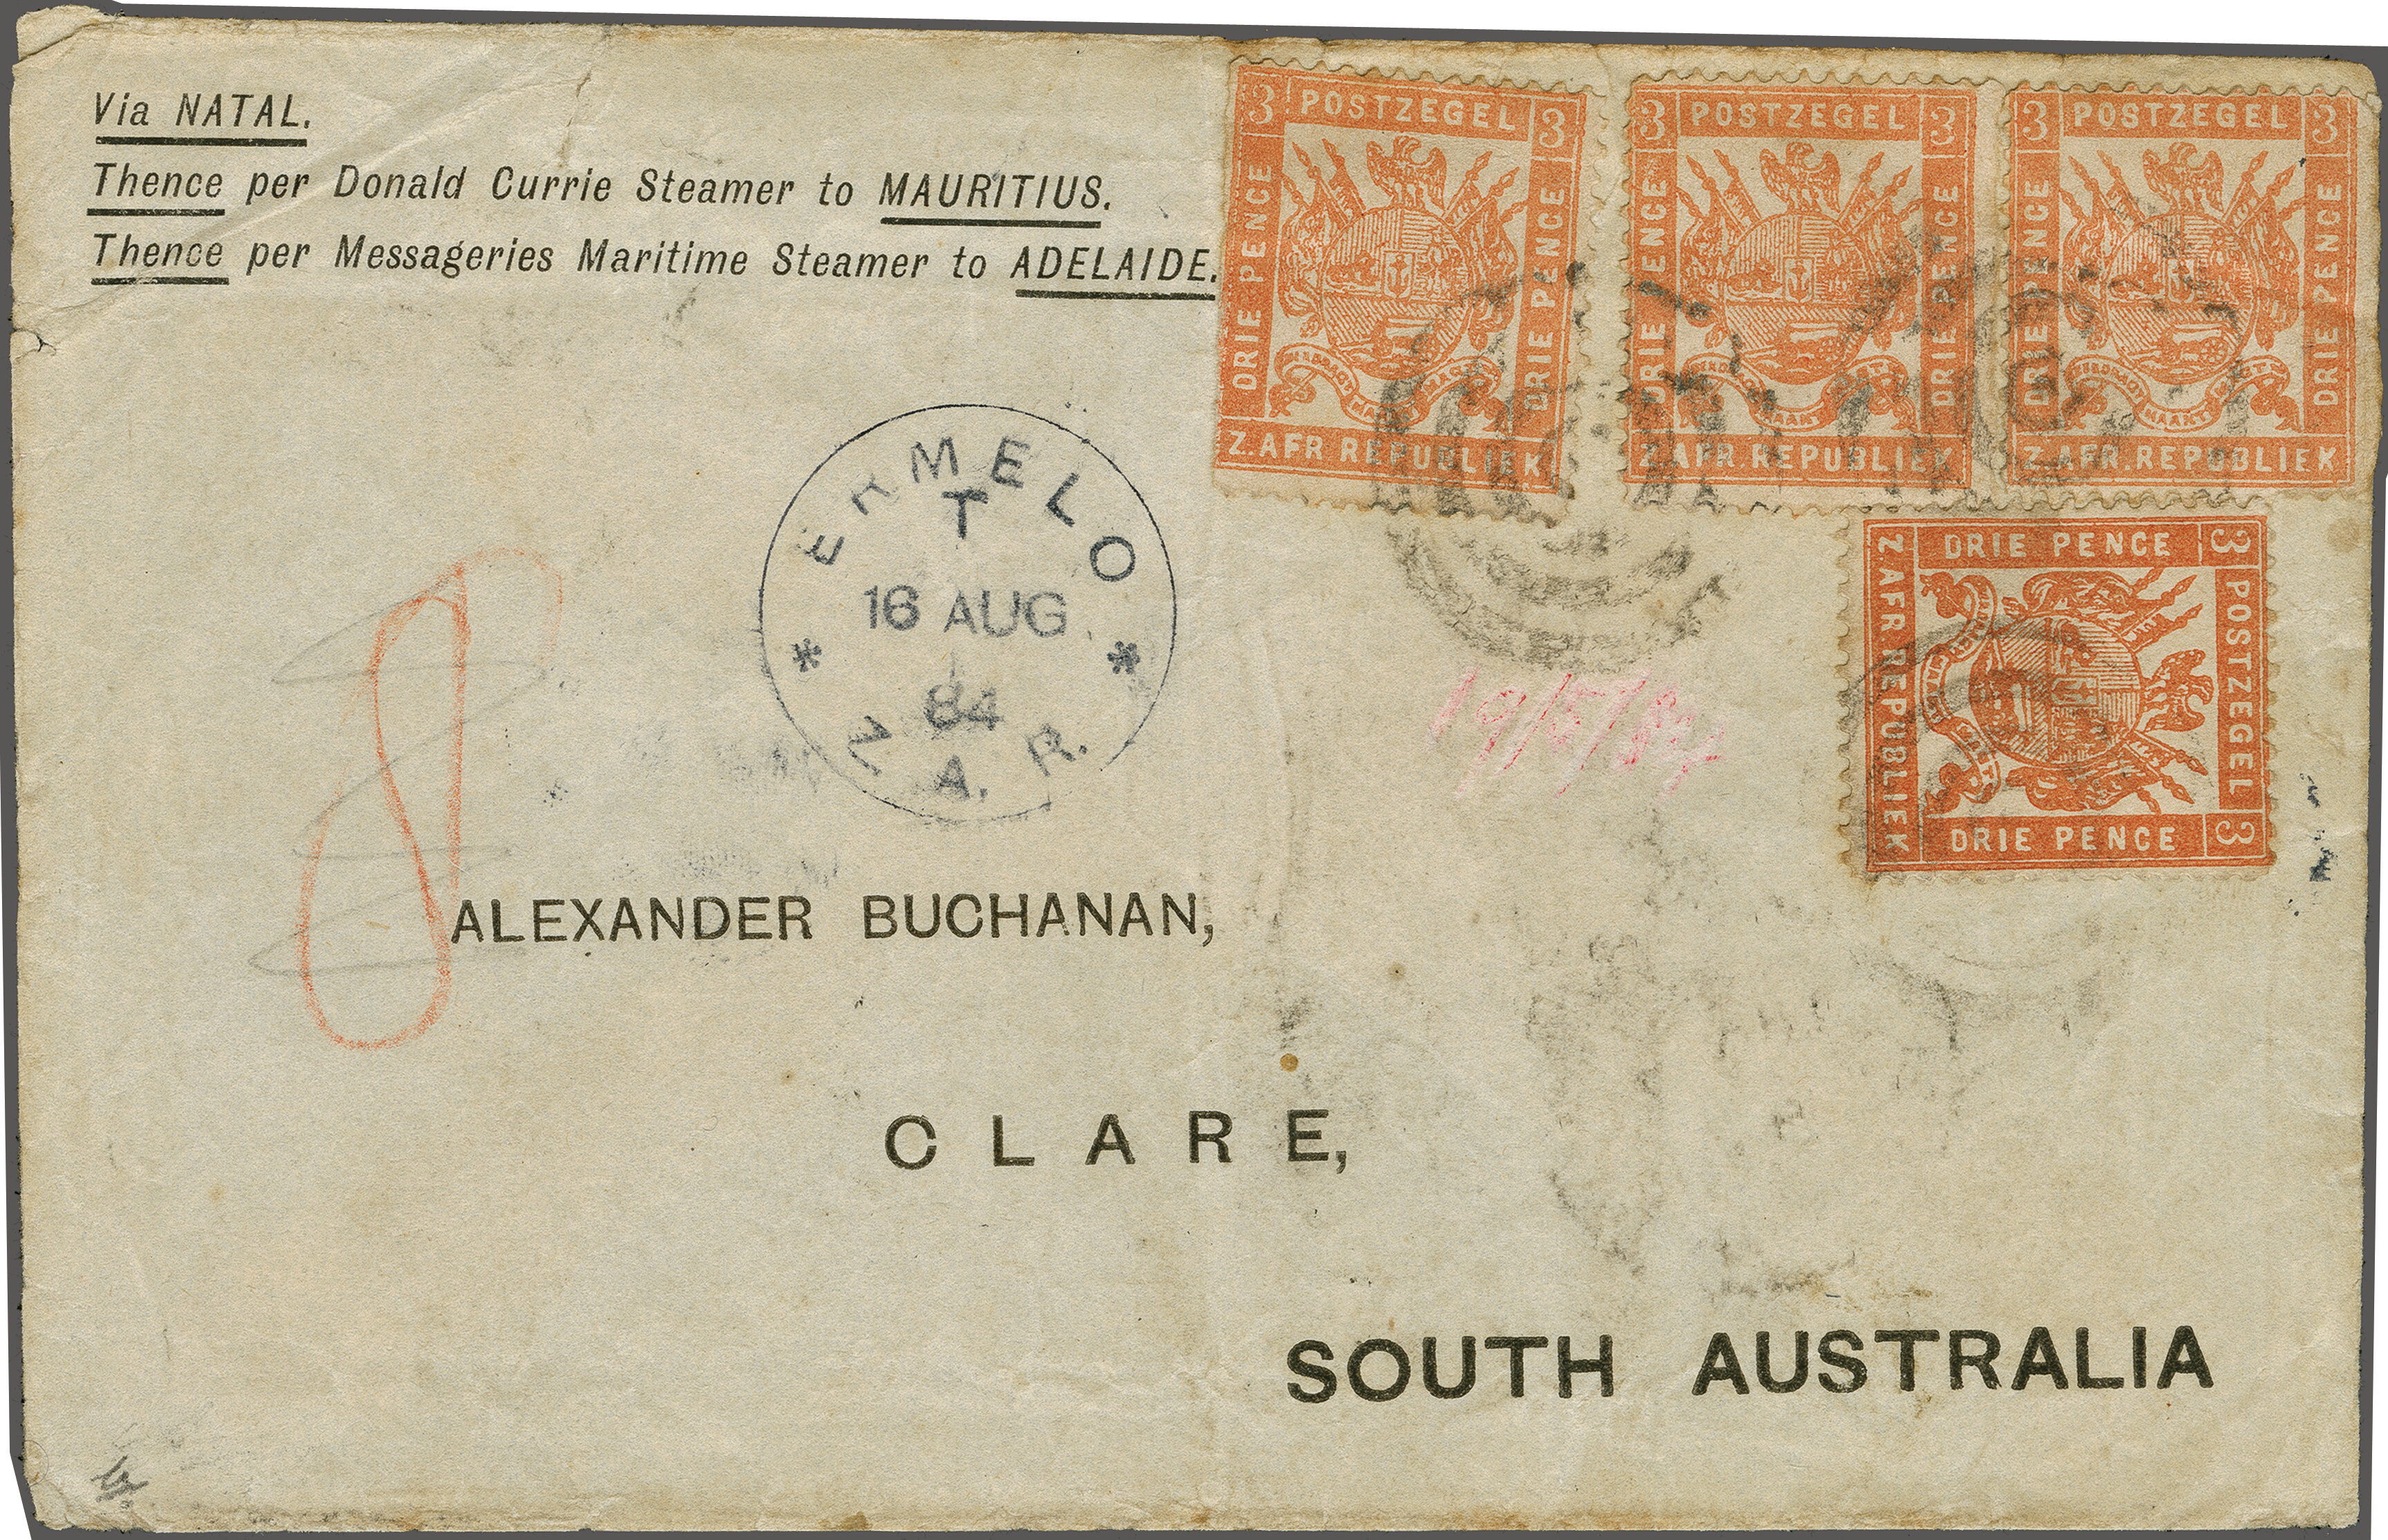 Via NATAL.
Thence per Donald Currie Steamer to MAURITIUS.
Thence per Messageries Maritime Steamer to ADELAIDE.
3 POSTZEGEL 3
DRIE PENCE
DRIE PENCE
Z. AFR REPUBLIEK
3 POSTZEGEL 3
DRIE PENCE
DRIE PENCE
Z. AFR. REPUBLIEK
3 POSTZEGEL 3
DRIE PENCE
DRIE PENCE
Z. AFR. REPUBLIEK
3 POSTZEGEL 3
DRIE PENCE
DRIE PENCE
Z. AFR REPUBLIEK
ERMELO
T
16 AUG
84
Z. A. R.
ALEXANDER BUCHANAN,
CLARE,
SOUTH AUSTRALIA